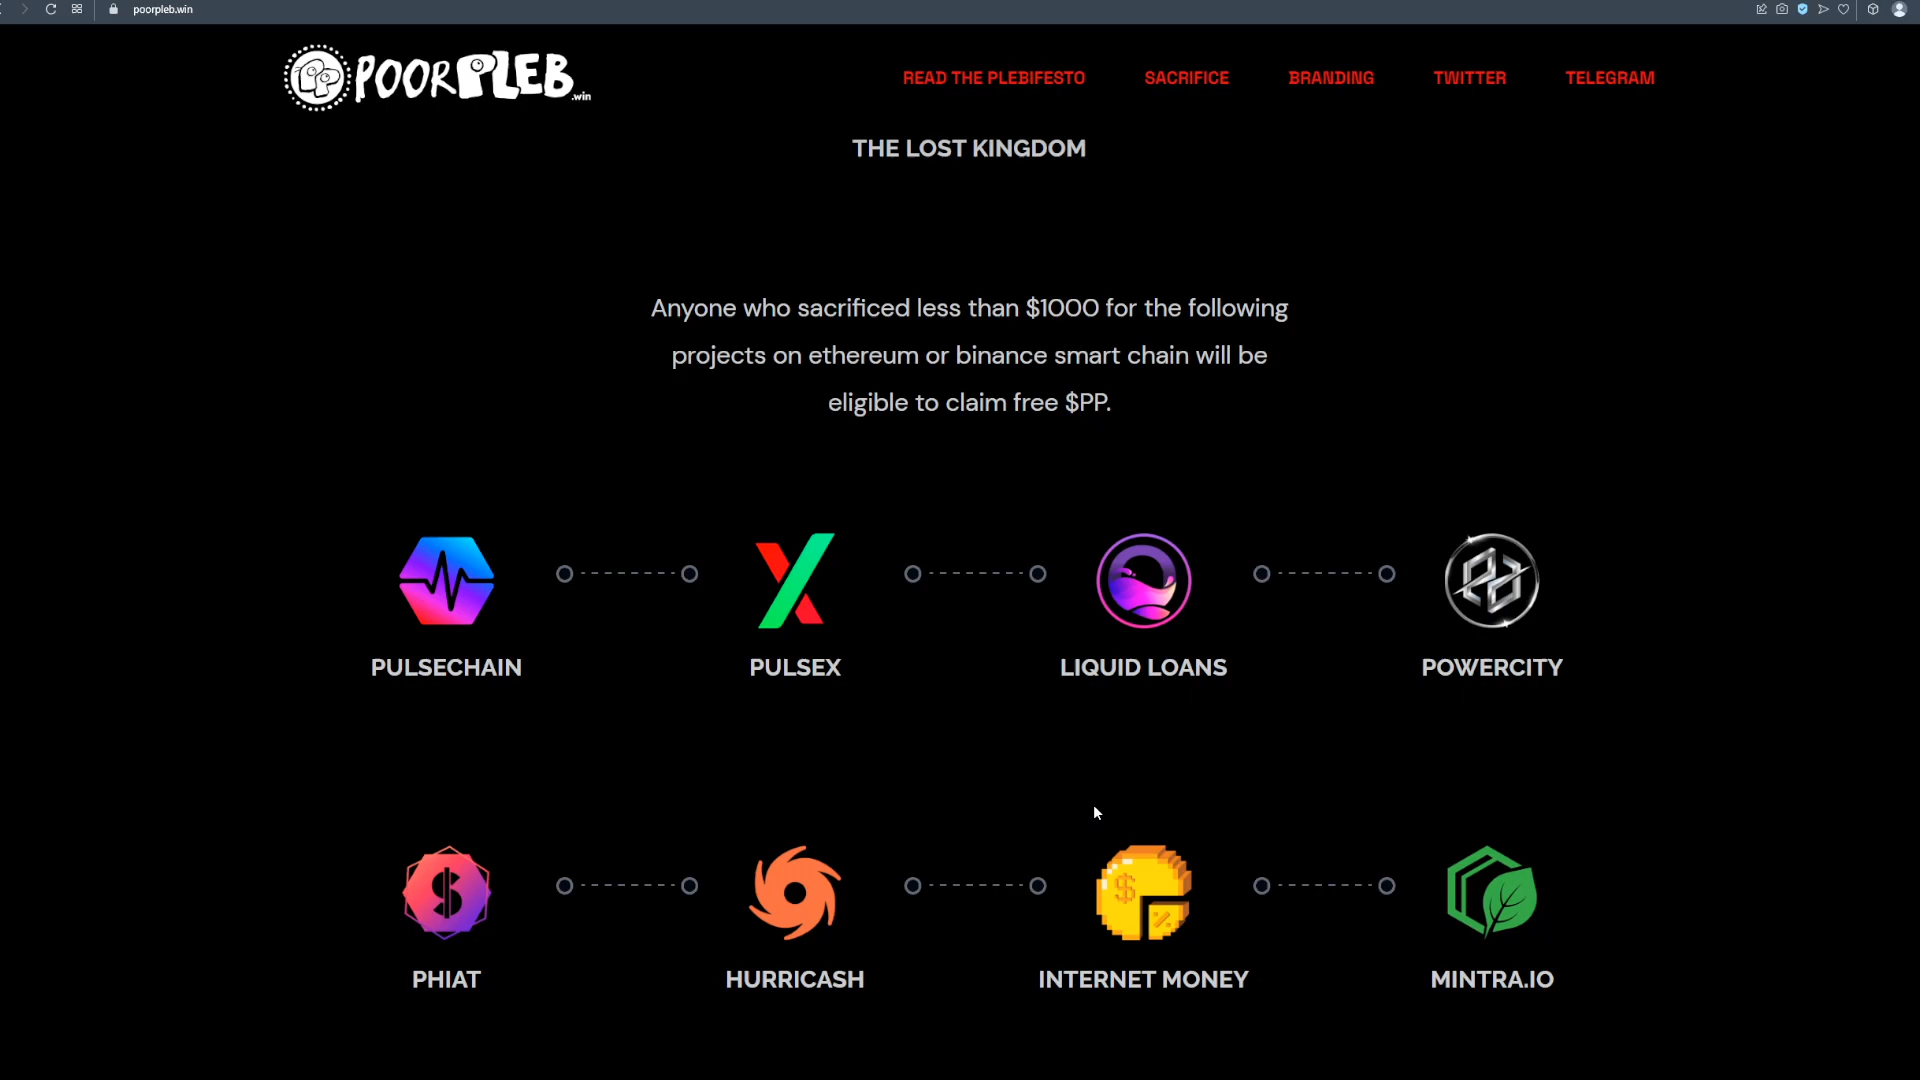 poorpleb.win
POORPLEB.win
READ THE PLEBIFESTO
SACRIFICE
BRANDING
TWITTER
TELEGRAM
THE LOST KINGDOM
Anyone who sacrificed less than $1000 for the following
projects on ethereum or binance smart chain will be
eligible to claim free $PP.
PULSECHAIN
PULSEX
LIQUID LOANS
POWERCITY
$
$
%
PHIAT
HURRICASH
INTERNET MONEY
MINTRA.IO